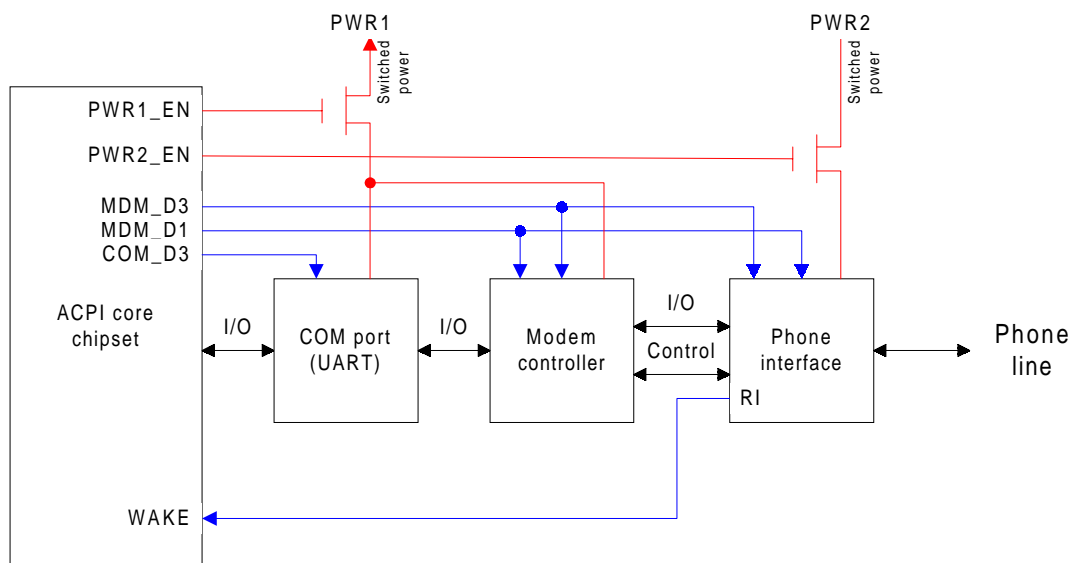 PWR1
PWR2
Switched
power
Switched
power
PWR1_EN
PWR2_EN
MDM_D3
MDM_D1
COM_D3
ACPI core
chipset
I/O
COM port
(UART)
I/O
Modem
controller
I/O
Control
Phone
interface
RI
Phone
line
WAKE